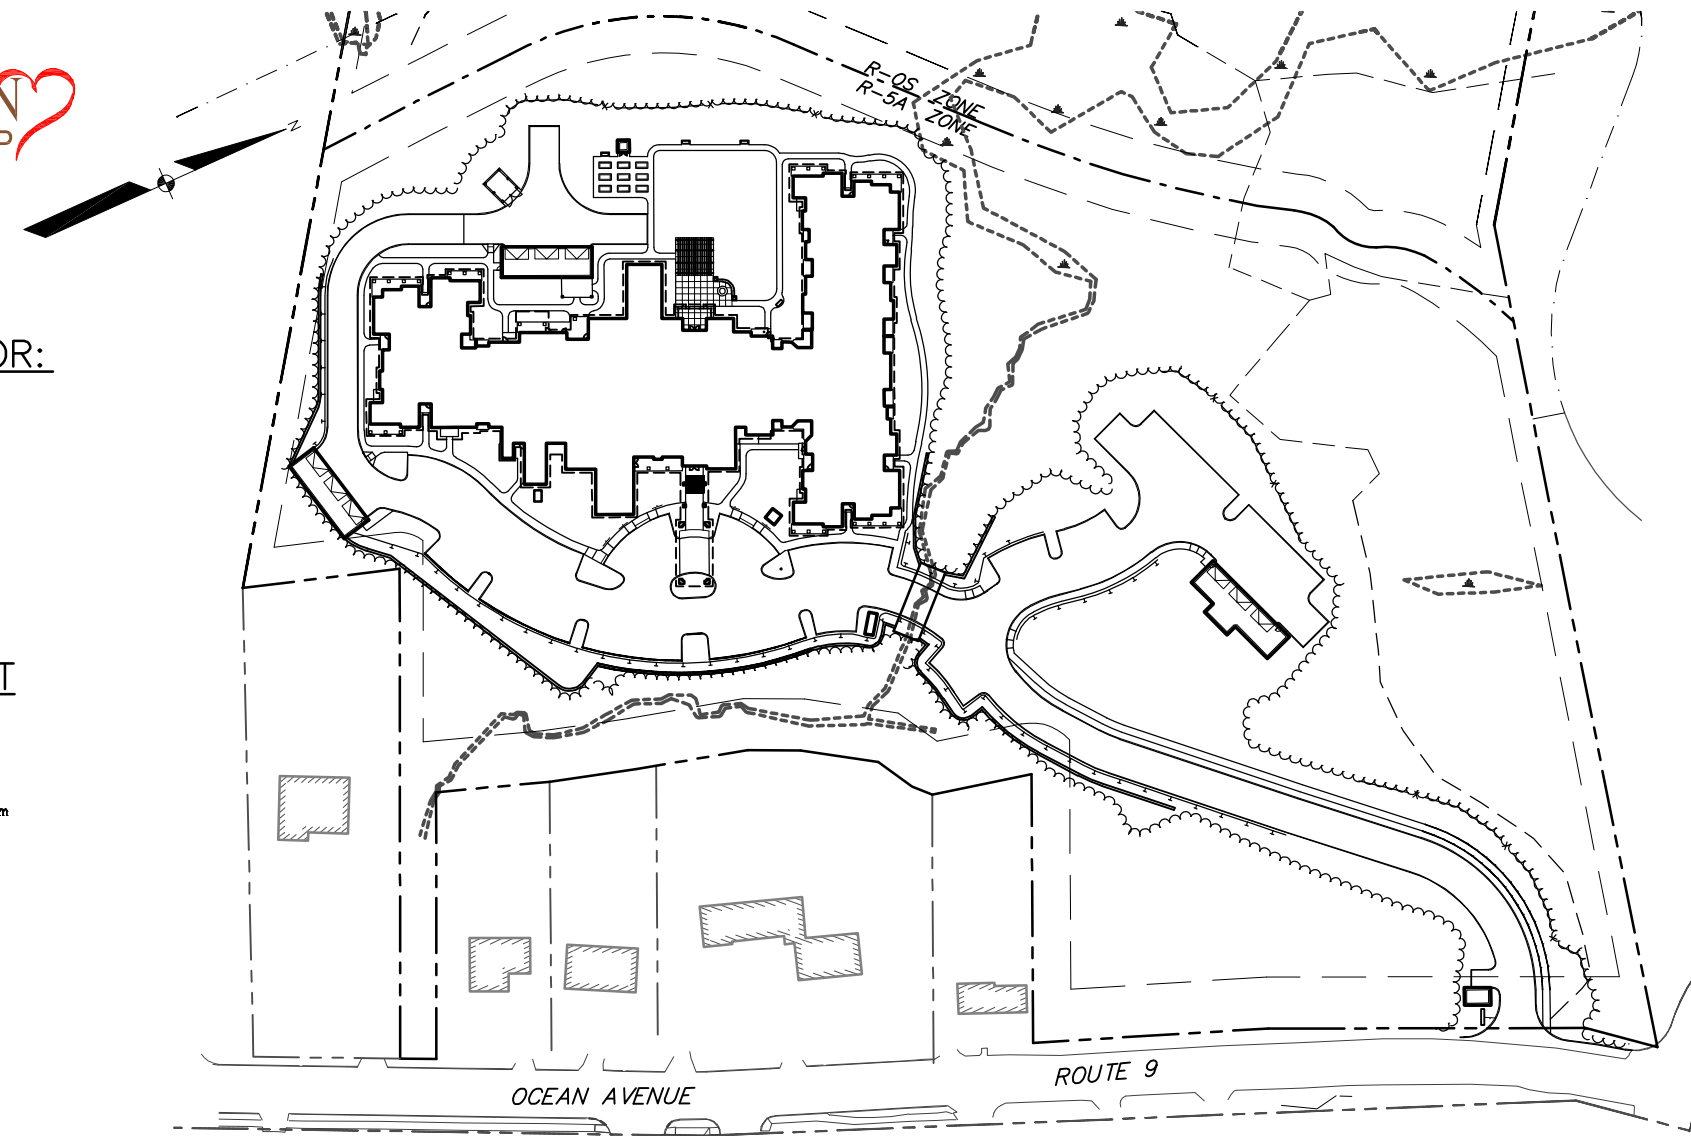 R-OS ZONE
R-5A ZONE
N
N
P
OR:
T
m
OCEAN AVENUE
ROUTE 9